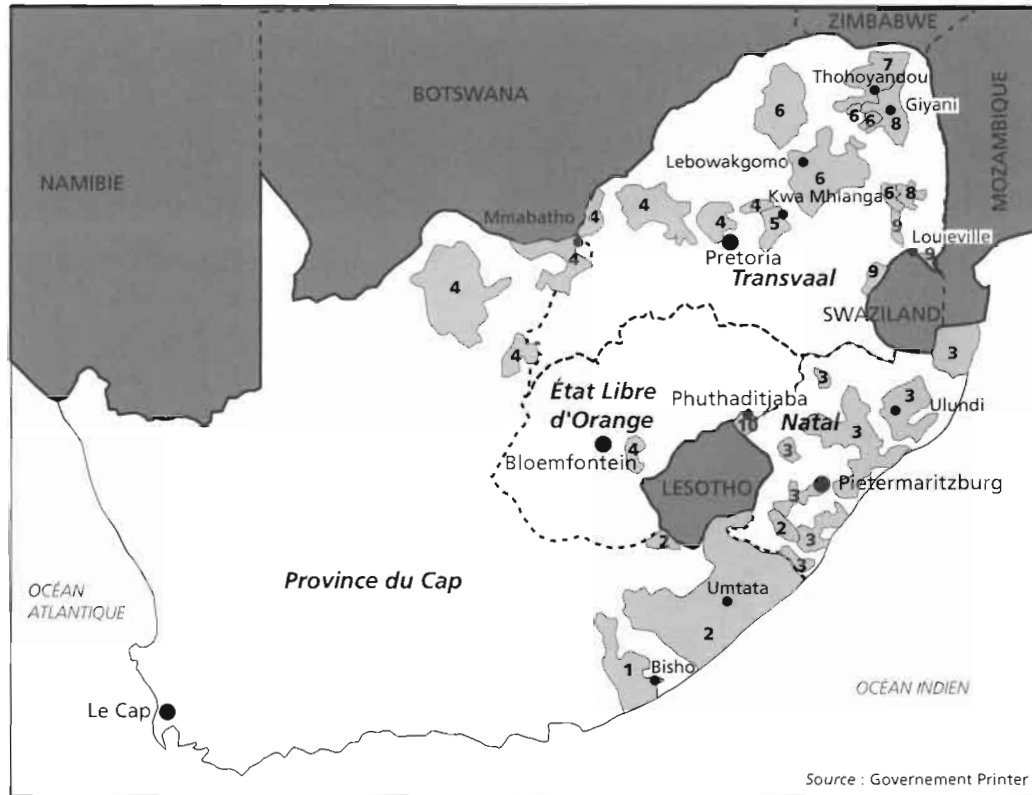 ZIMBABWE
7
Thohoyandou
BOTSWANA
MOZAMBIQUE
6
Giyani
6
6
8
Lebowakgomo
NAMIBIE
6
Kwa Mhlanga
6
8
4
4
4
4
5
Mmabatho
9
Loujeville
Pretoria
4
9
Transvaal
9
4
SWAZILAND
4
3
État Libre
d'Orange
Phuthaditjaba
3
3
Ulundi
10
Natal
3
Bloemfontein
4
3
LESOTHO
Pietermaritzburg
3
2
3
2
3
Province du Cap
OCÉAN
ATLANTIQUE
Umtata
2
1
Bisho
OCÉAN INDIEN
Le Cap
Source : Governement Printer